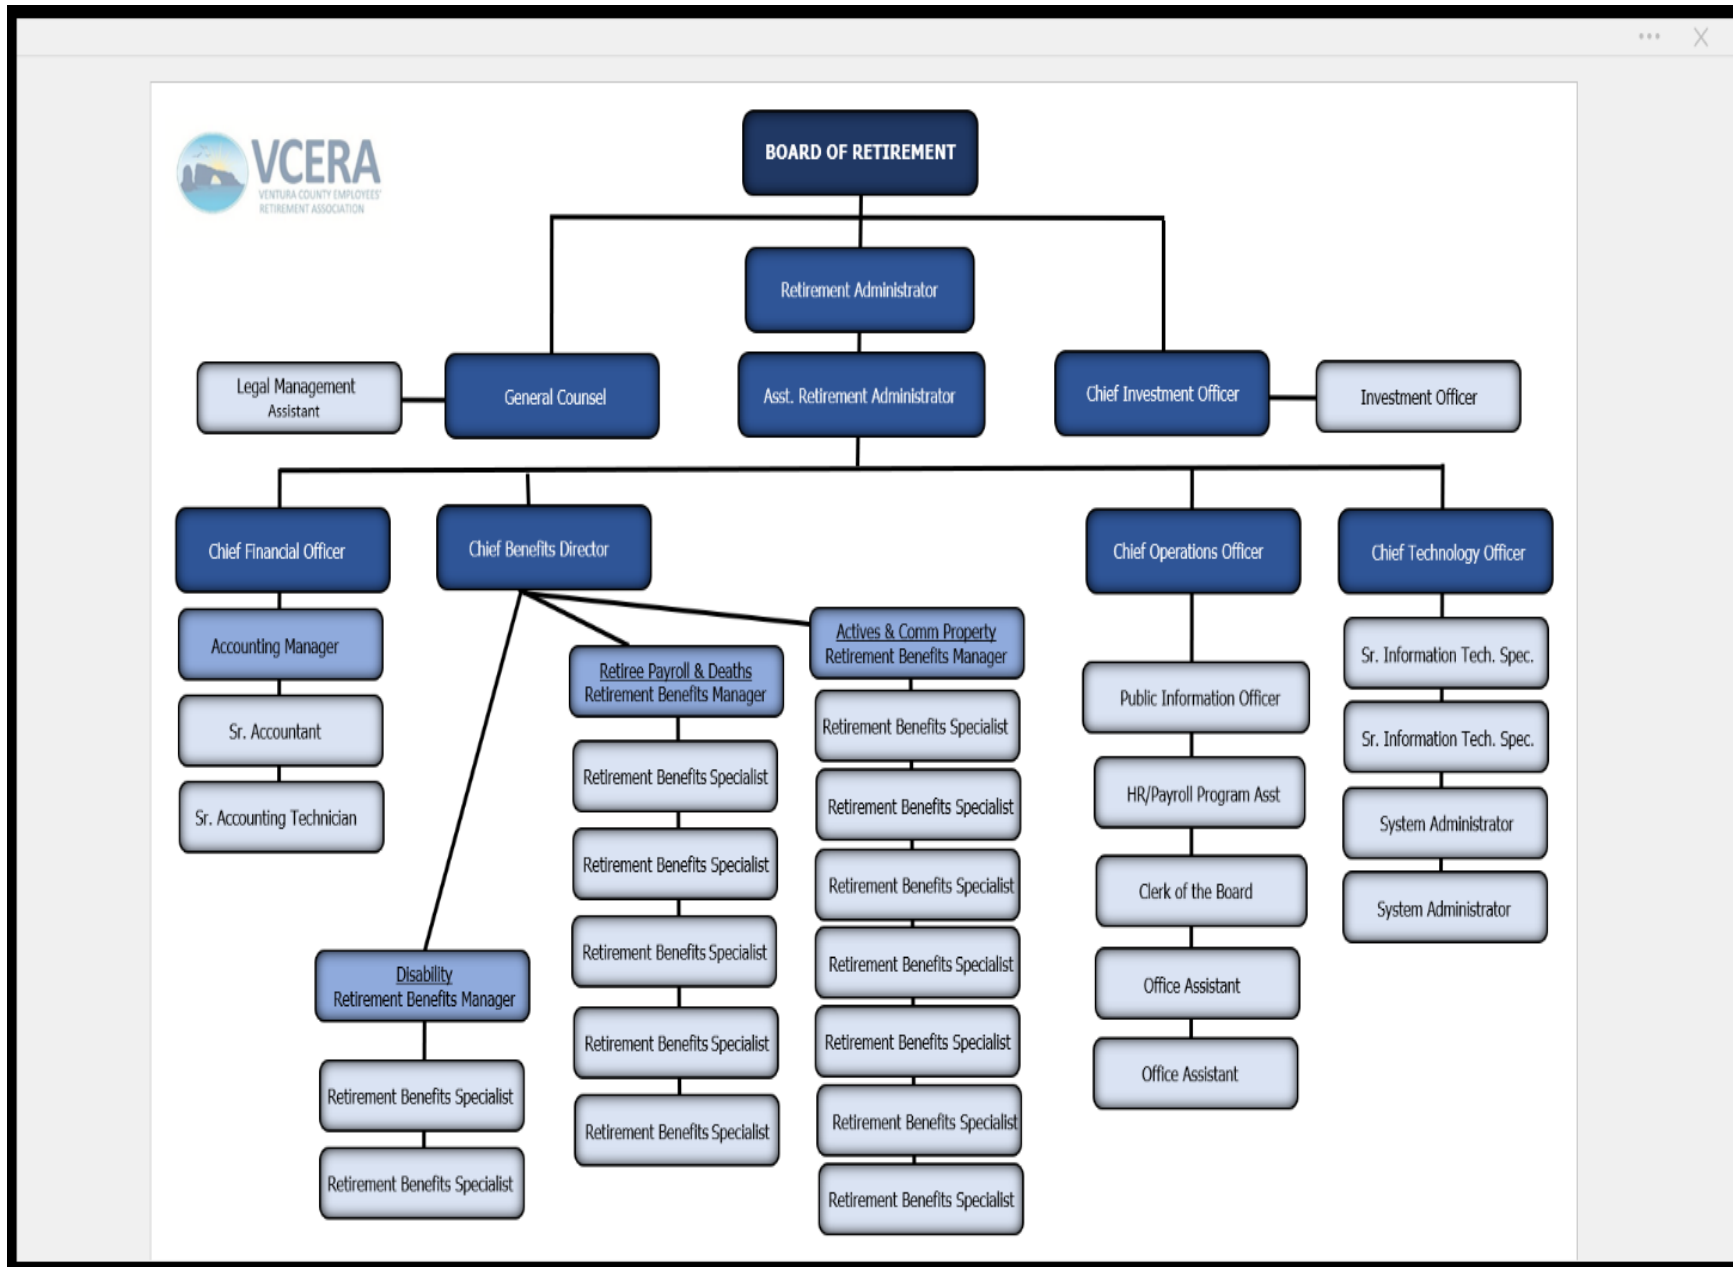 VCERA
VENTURA COUNTY EMPLOYEES'
RETIREMENT ASSOCIATION
BOARD OF RETIREMENT
Retirement Administrator
Legal Management
Assistant
General Counsel
Asst. Retirement Administrator
Chief Investment Officer
Investment Officer
Chief Financial Officer
Chief Benefits Director
Chief Operations Officer
Chief Technology Officer
Accounting Manager
Sr. Accountant
Sr. Accounting Technician
Disability
Retirement Benefits Manager
Retirement Benefits Specialist
Retirement Benefits Specialist
Retiree Payroll & Deaths
Retirement Benefits Manager
Retirement Benefits Specialist
Retirement Benefits Specialist
Retirement Benefits Specialist
Retirement Benefits Specialist
Retirement Benefits Specialist
Actives & Comm Property
Retirement Benefits Manager
Retirement Benefits Specialist
Retirement Benefits Specialist
Retirement Benefits Specialist
Retirement Benefits Specialist
Retirement Benefits Specialist
Retirement Benefits Specialist
Retirement Benefits Specialist
Public Information Officer
HR/Payroll Program Asst
Clerk of the Board
Office Assistant
Office Assistant
Sr. Information Tech. Spec.
Sr. Information Tech. Spec.
System Administrator
System Administrator